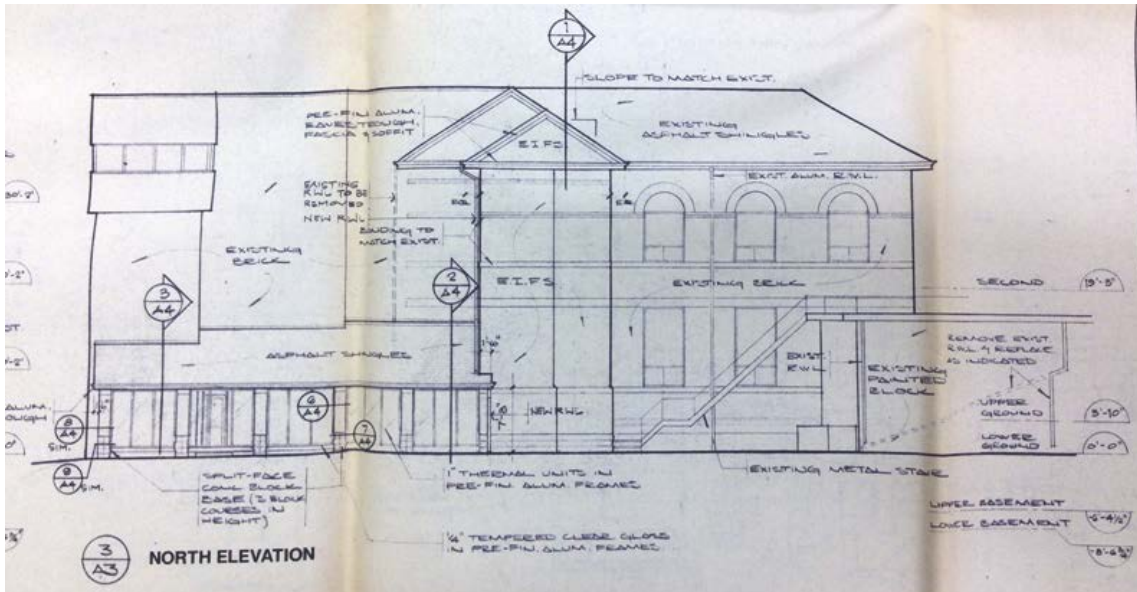 1
A4
SLOPE TO MATCH EXIST.
PRE-FIN. ALUM.
EAVESTROUGH,
FASCIA & SOFFIT
EXISTING
ASPHALT SHINGLES
E.I.F.S.
EXIST. ALUM. R.W.L.
EXISTING
RWL TO BE
REMOVED
NEW RWL
BANDING TO
MATCH EXIST.
EQ.
EQ.
EXISTING
BRICK
2
A4
E.I.F.S.
EXISTING BRICK
3
A4
SECOND
ASPHALT SHINGLES
EXIST.
R.W.L.
EXISTING
PAINTED
BLOCK
REMOVE EXIST.
R.W.L. & REPLACE
AS INDICATED
UPPER
GROUND
LOWER
GROUND
0'-0"
ALUM.
6
A4
7
A4
NEW RWL
8
A4
SIM.
9
A4
SIM.
SPLIT-FACE
CONC. BLOCK
BASE (3 BLOCK
COURSES IN
HEIGHT)
1" THERMAL UNITS IN
PRE-FIN. ALUM. FRAMES
EXISTING METAL STAIR
UPPER BASEMENT
LOWER BASEMENT
1/4" TEMPERED CLEAR GLASS
IN PRE-FIN. ALUM. FRAMES
3
A3
NORTH ELEVATION